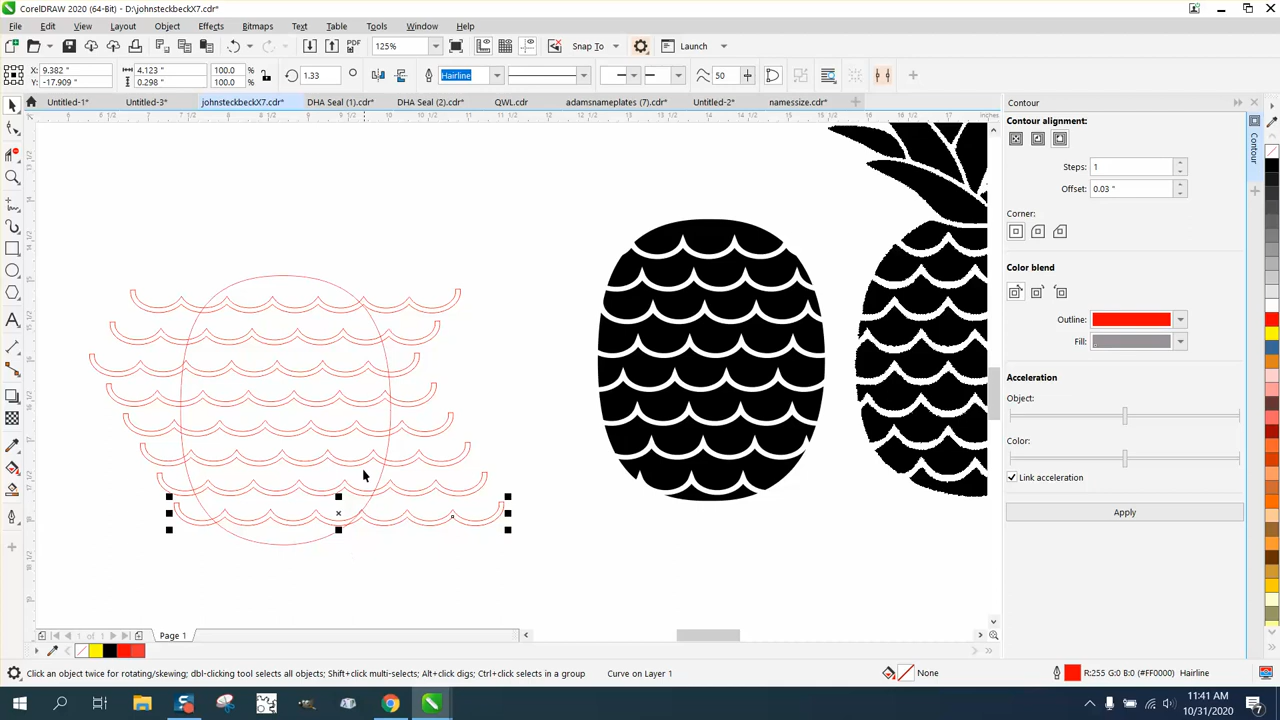 CorelDRAW 2020 (64-Bit) - D:\johnsteckbeckX7.cdr*
File Edit View Layout Object Effects Bitmaps Text Table Tools Window Help
PDF 125% Snap To Launch
X: 9.382 " 4.123 " 100.0 % 1.33 Hairline 50
Y: -17.909 " 0.298 " 100.0 %
Untitled-1* Untitled-3* johnsteckbeckX7.cdr* DHA Seal (1).cdr* DHA Seal (2).cdr* QWL.cdr adamsnameplates (7).cdr* Untitled-2* namessize.cdr*
inches
Contour
Contour alignment:
Steps: 1
Offset: 0.03 "
Corner:
Color blend
Outline:
Fill:
Acceleration
Object:
Color:
Link acceleration
Apply
Contour
1 of 1 Page 1
Click an object twice for rotating/skewing; dbl-clicking tool selects all objects; Shift+click multi-selects; Alt+click digs; Ctrl+click selects in a group Curve on Layer 1 None R:255 G:0 B:0 (#FF0000) Hairline
11:41 AM
10/31/2020
7